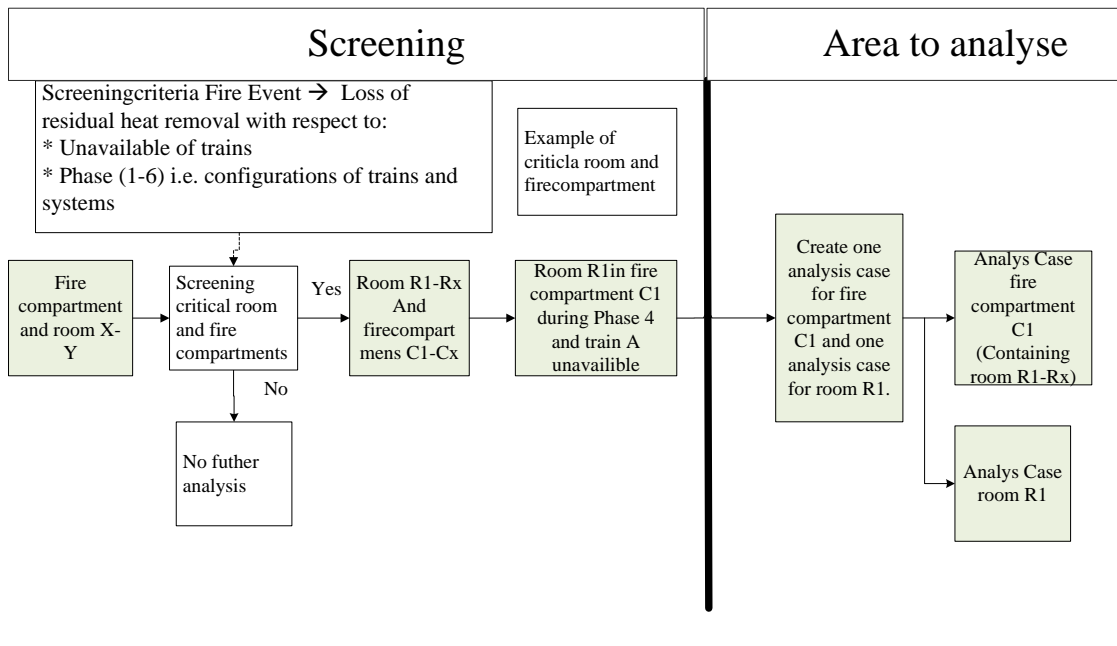 Screening
Area to analyse
Screeningcriteria Fire Event → Loss of
residual heat removal with respect to:
* Unavailable of trains
* Phase (1-6) i.e. configurations of trains and
systems
Example of
criticla room and
firecompartment
Fire
compartment
and room X-
Y
Screening
critical room
and fire
compartments
Yes
No
No futher
analysis
Room R1-Rx
And
firecompart
mens C1-Cx
Room R1in fire
compartment C1
during Phase 4
and train A
unavailible
Create one
analysis case
for fire
compartment
C1 and one
analysis case
for room R1.
Analys Case
fire
compartment
C1
(Containing
room R1-Rx)
Analys Case
room R1